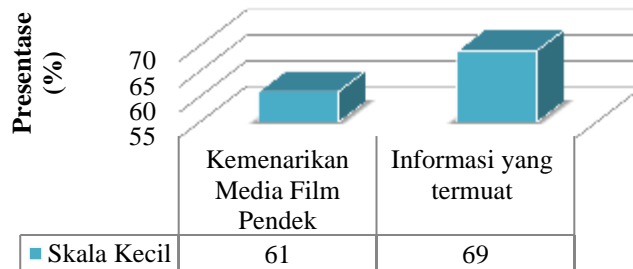 Presentase
(%)
70
65
60
55
Kemenarikan
Media Film
Pendek
Informasi yang
termuat
Skala Kecil
61
69